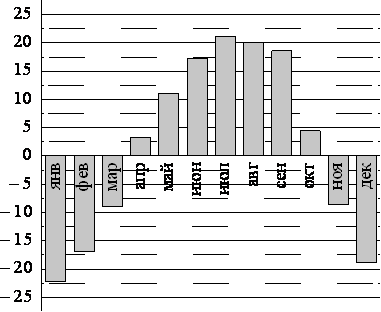 25
20
15
10
5
0
– 5
– 10
– 15
– 20
– 25
янв
фев
мар
апр
май
июн
июл
авг
сен
окт
ноя
дек